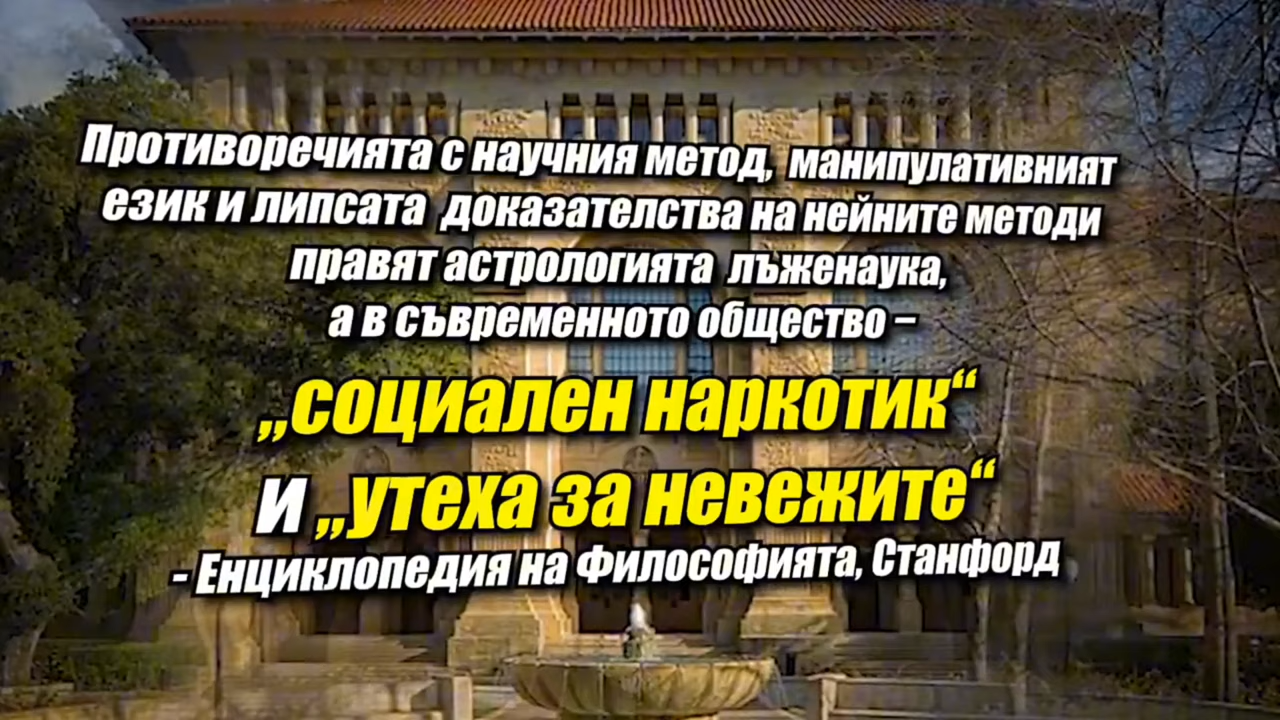 Противоречията с научния метод, манипулативният
език и липсата доказателства на нейните методи
правят астрологията лъженаука,
а в съвременното общество –
„социален наркотик“
и „утеха за невежите“
- Енциклопедия на Философията, Станфорд